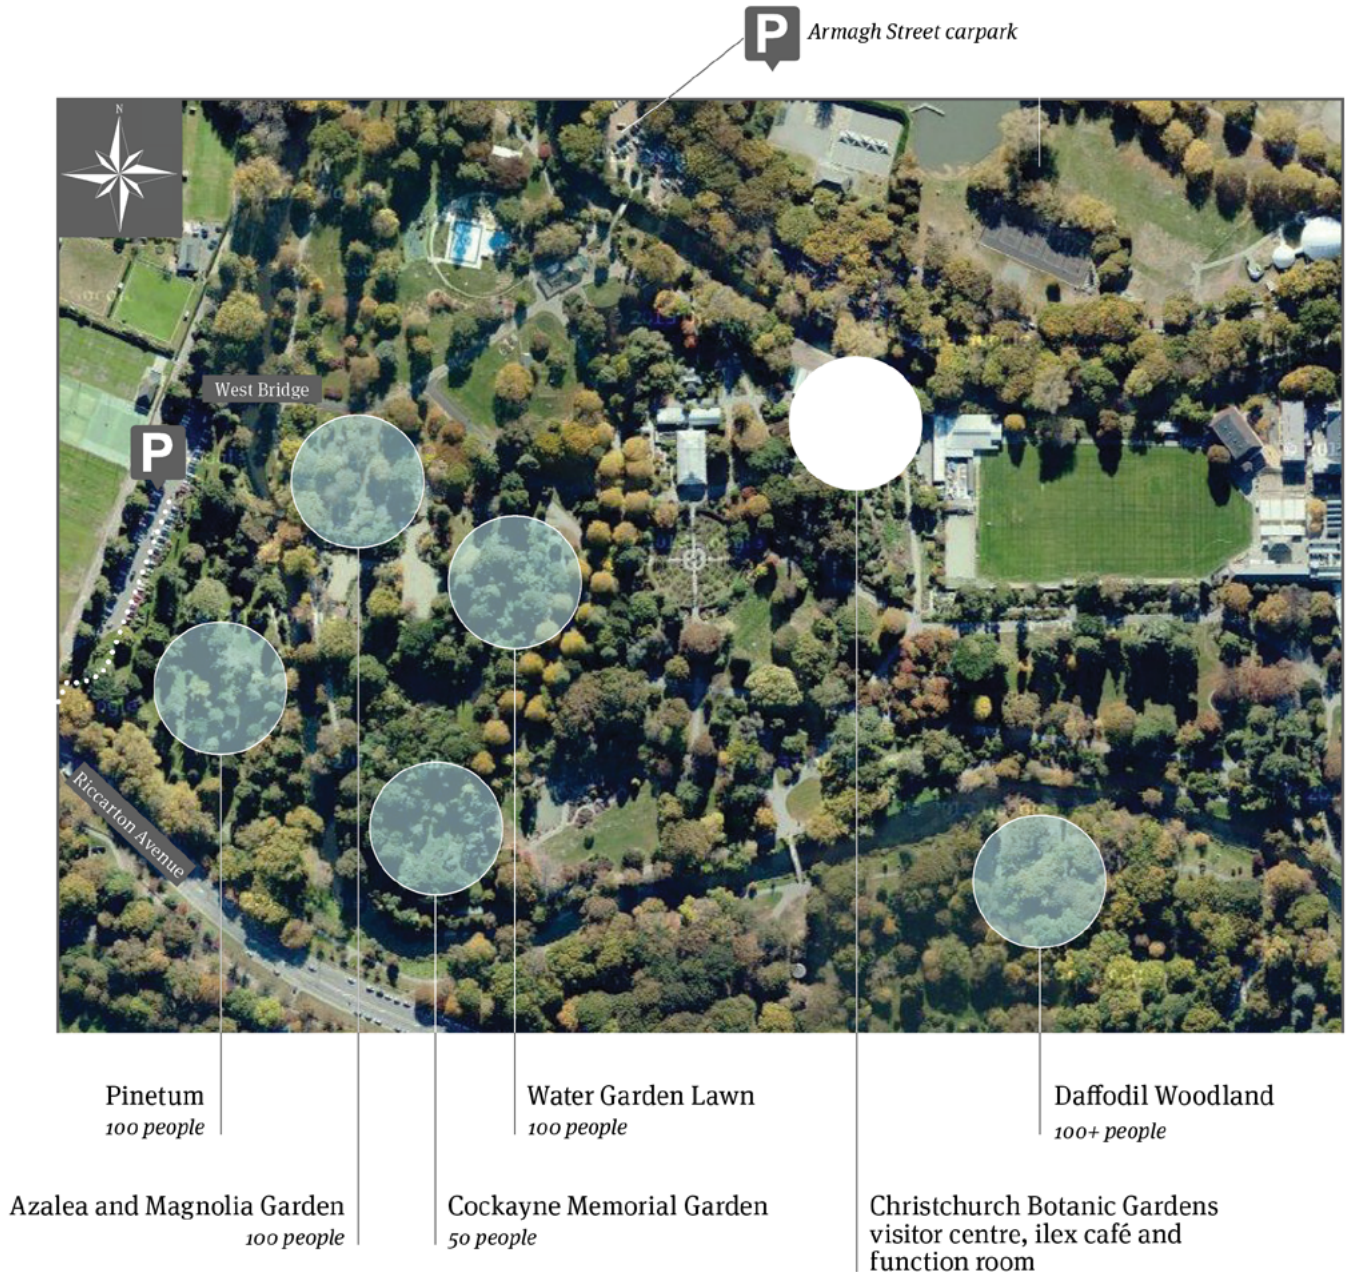 P
Armagh Street carpark
N
West Bridge
P
Riccarton Avenue
Pinetum
100 people
Water Garden Lawn
100 people
Daffodil Woodland
100+ people
Azalea and Magnolia Garden
100 people
Cockayne Memorial Garden
50 people
Christchurch Botanic Gardens
visitor centre, ilex café and
function room